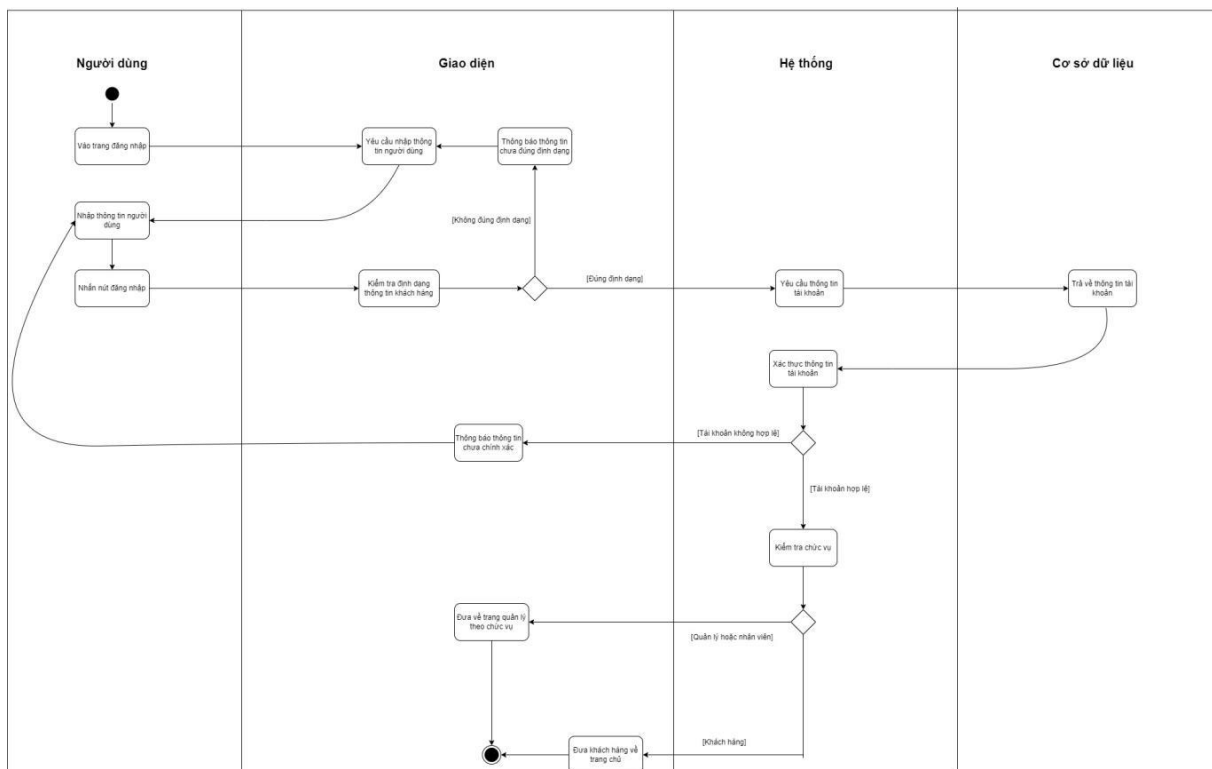 Người dùng
Giao diện
Hệ thống
Cơ sở dữ liệu
Vào trang đăng nhập
Yêu cầu nhập thông
tin người dùng
Thông báo thông tin
chưa đúng định dạng
Nhập thông tin người
dùng
[Không đúng định dạng]
Nhấn nút đăng nhập
Kiểm tra định dạng
thông tin khách hàng
[Đúng định dạng]
Yêu cầu thông tin
tài khoản
Trả về thông tin tài
khoản
Xác thực thông tin
tài khoản
Thông báo thông tin
chưa chính xác
[Tài khoản không hợp lệ]
[Tài khoản hợp lệ]
Kiểm tra chức vụ
Đưa về trang quản lý
theo chức vụ
[Quản lý hoặc nhân viên]
Đưa khách hàng về
trang chủ
[Khách hàng]